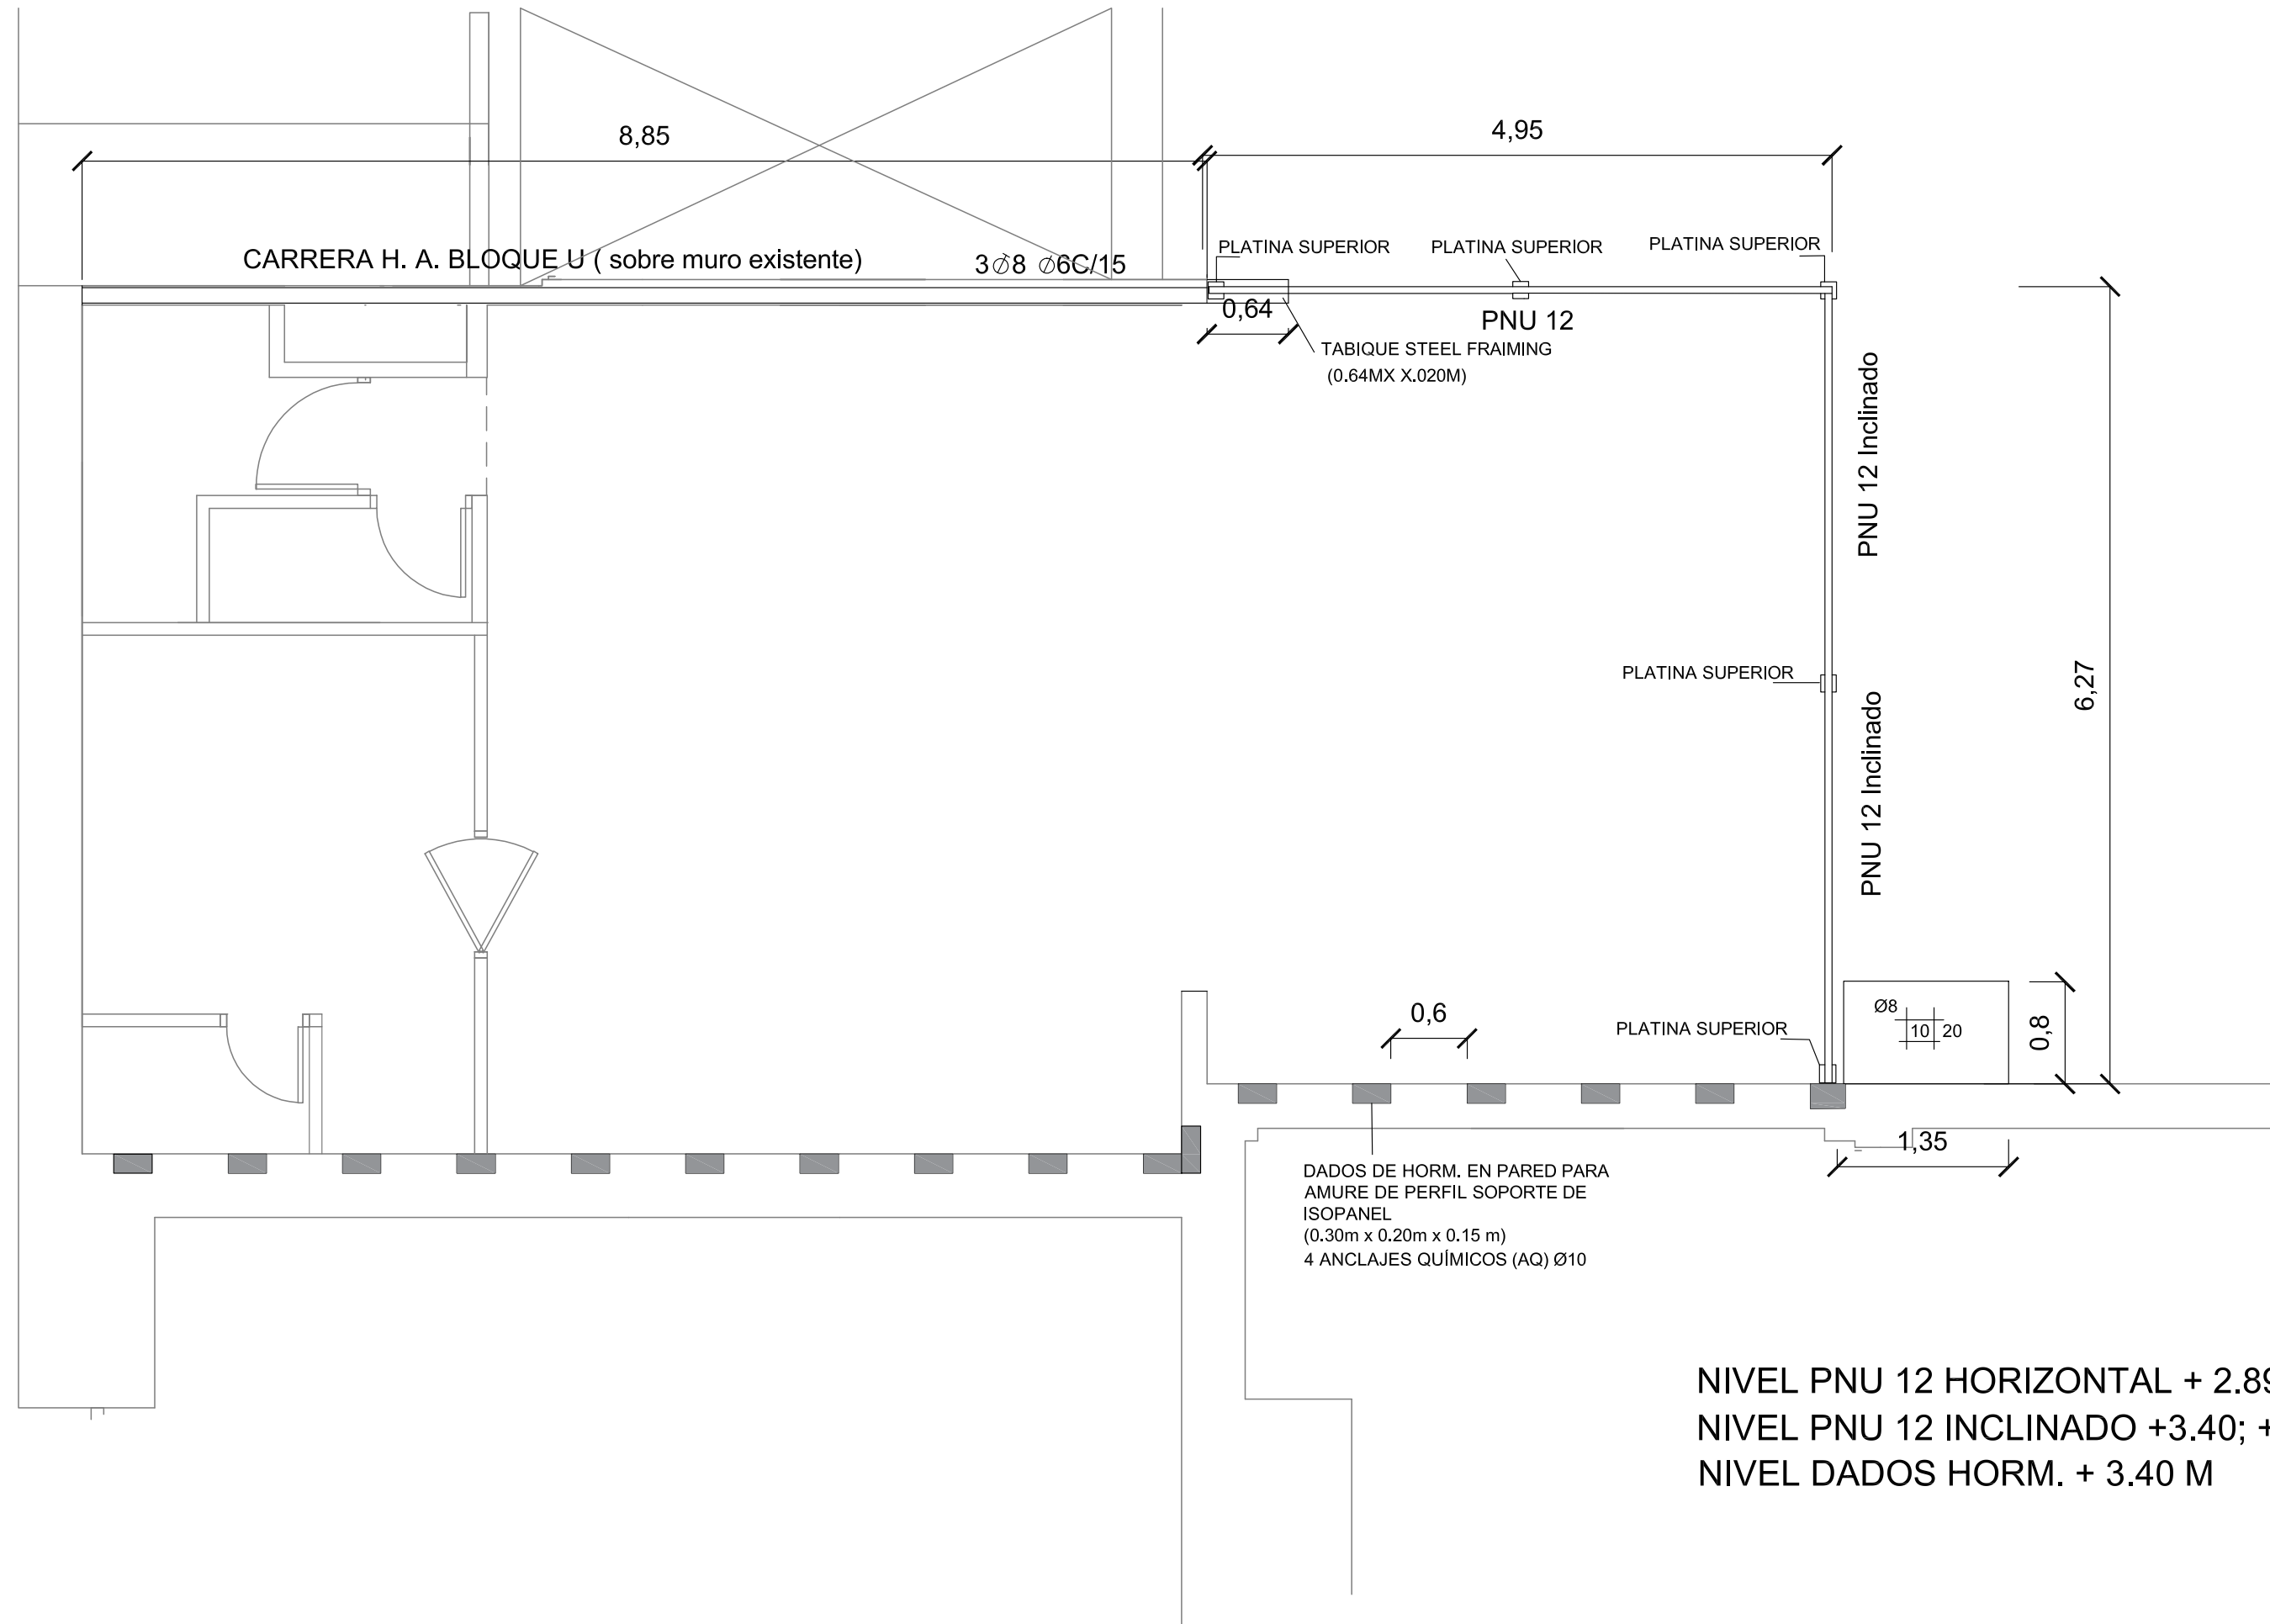 8,85
4,95
CARRERA H. A. BLOQUE U ( sobre muro existente)
3∅8 ∅6C/15
PLATINA SUPERIOR
PLATINA SUPERIOR
PLATINA SUPERIOR
0,64
PNU 12
TABIQUE STEEL FRAIMING
(0.64MX X.020M)
PNU 12 Inclinado
PLATINA SUPERIOR
6,27
PNU 12 Inclinado
0,6
PLATINA SUPERIOR
Ø8
10 20
0,8
1,35
DADOS DE HORM. EN PARED PARA
AMURE DE PERFIL SOPORTE DE
ISOPANEL
(0.30m x 0.20m x 0.15 m)
4 ANCLAJES QUÍMICOS (AQ) Ø10
NIVEL PNU 12 HORIZONTAL + 2.89
NIVEL PNU 12 INCLINADO +3.40; +
NIVEL DADOS HORM. + 3.40 M